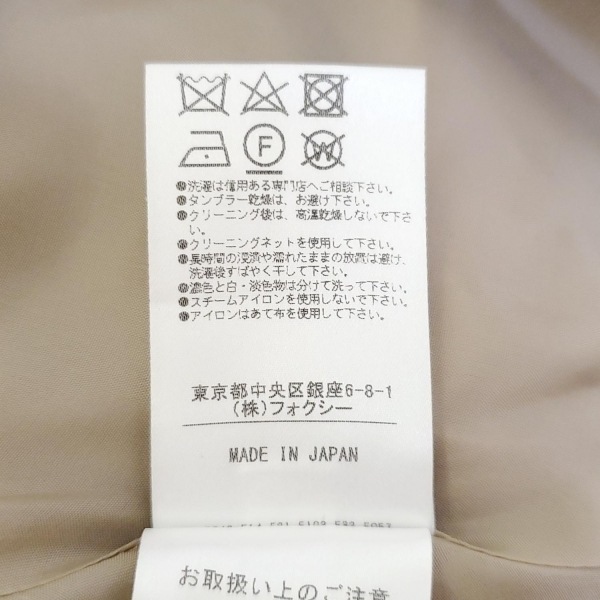 F
W
●洗濯は信用ある専門店へご相談下さい。
●タンブラー乾燥は、お避け下さい。
●クリーニング後は、高温乾燥しないで下さ
い。
●クリーニングネットを使用して下さい。
●長時間の浸漬や濡れたままの放置は避け、
洗濯後すばやく干して下さい。
●濃色と白・淡色物は分けて洗って下さい。
●スチームアイロンを使用しないで下さい。
●アイロンはあて布を使用して下さい。
東京都中央区銀座6-8-1
(株)フォクシー
MADE IN JAPAN
お取扱い上のご注意